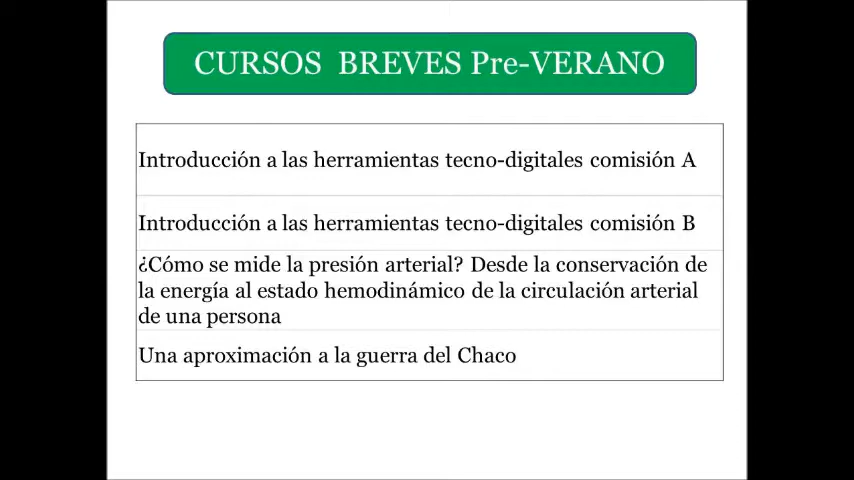 CURSOS BREVES Pre-VERANO
Introducción a las herramientas tecno-digitales comisión A
Introducción a las herramientas tecno-digitales comisión B
¿Cómo se mide la presión arterial? Desde la conservación de
la energía al estado hemodinámico de la circulación arterial
de una persona
Una aproximación a la guerra del Chaco